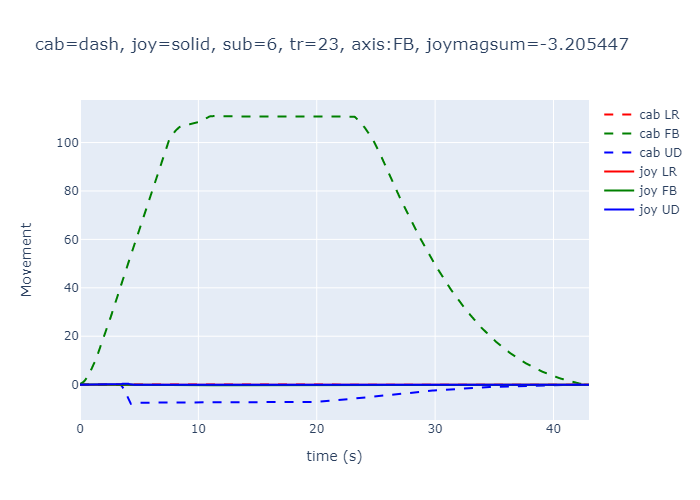 cab=dash, joy=solid, sub=6, tr=23, axis:FB, joymagsum=-3.205447
cab LR
cab FB
cab UD
joy LR
joy FB
joy UD
Movement
100
80
60
40
20
0
0 10 20 30 40
time (s)